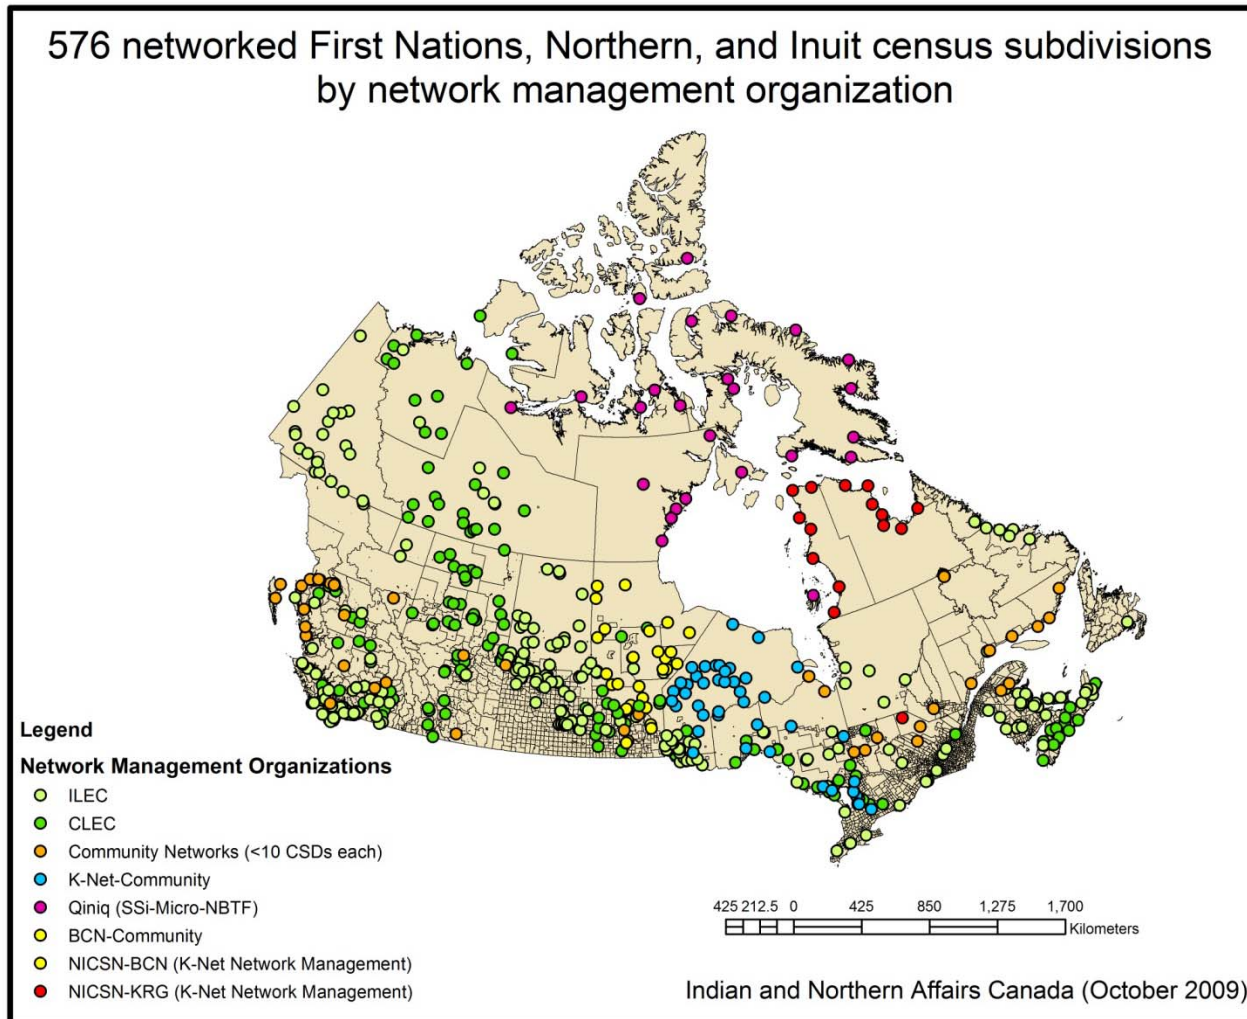 576 networked First Nations, Northern, and Inuit census subdivisions
by network management organization
Legend
Network Management Organizations
ILEC
CLEC
Community Networks (<10 CSDs each)
K-Net-Community
Qiniq (SSi-Micro-NBTF)
BCN-Community
NICSN-BCN (K-Net Network Management)
NICSN-KRG (K-Net Network Management)
425 212.5 0 425 850 1,275 1,700
Kilometers
Indian and Northern Affairs Canada (October 2009)